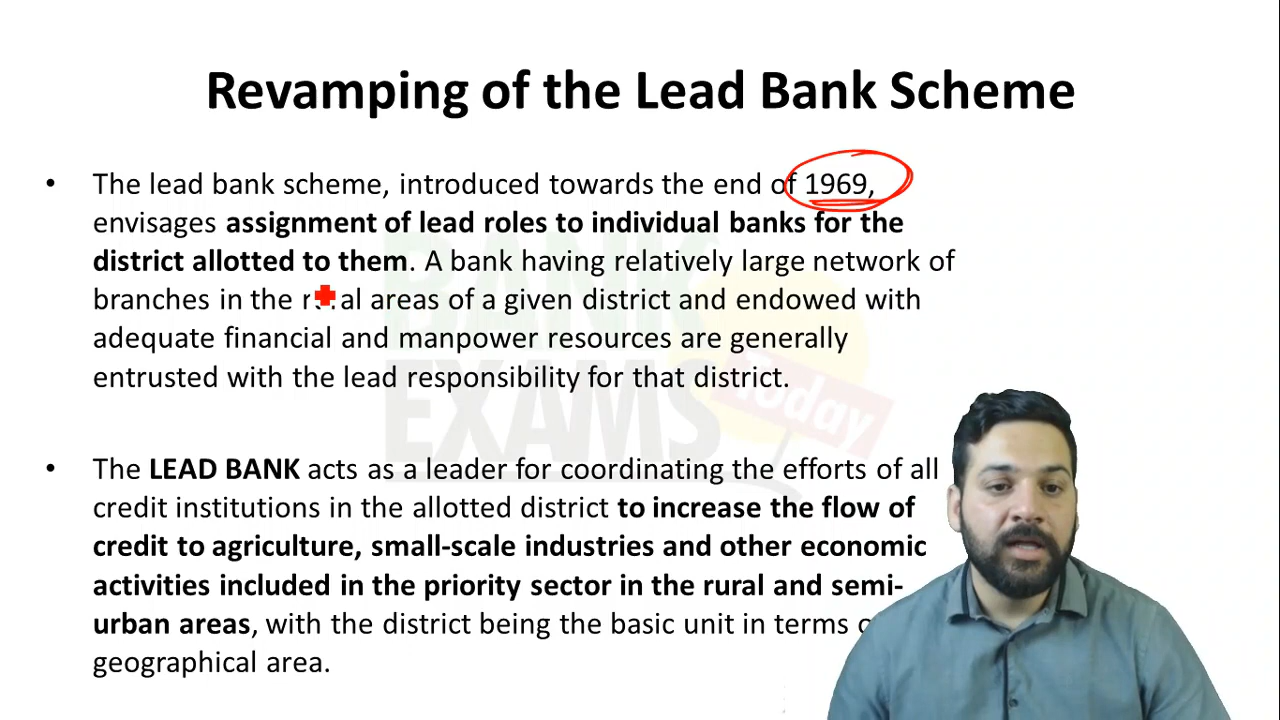 Revamping of the Lead Bank Scheme
• The lead bank scheme, introduced towards the end of 1969,
envisages assignment of lead roles to individual banks for the
district allotted to them. A bank having relatively large network of
branches in the areas of a given district and endowed with
adequate financial and manpower resources are generally
entrusted with the lead responsibility for that district.
• The LEAD BANK acts as a leader for coordinating the efforts of all
credit institutions in the allotted district to increase the flow of
credit to agriculture, small-scale industries and other economic
activities included in the priority sector in the rural and semi-
urban areas, with the district being the basic unit in terms
geographical area.
BANK
EXAMS
Today